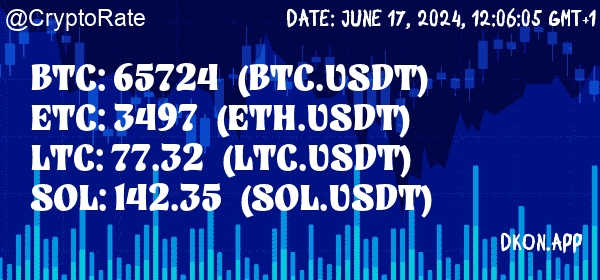 @CryptoRate
DATE: JUNE 17, 2024, 12:06:05 GMT+1
BTC: 65724 (BTC.USDT)
ETC: 3497 (ETH.USDT)
LTC: 77.32 (LTC.USDT)
SOL: 142.35 (SOL.USDT)
DKON.APP